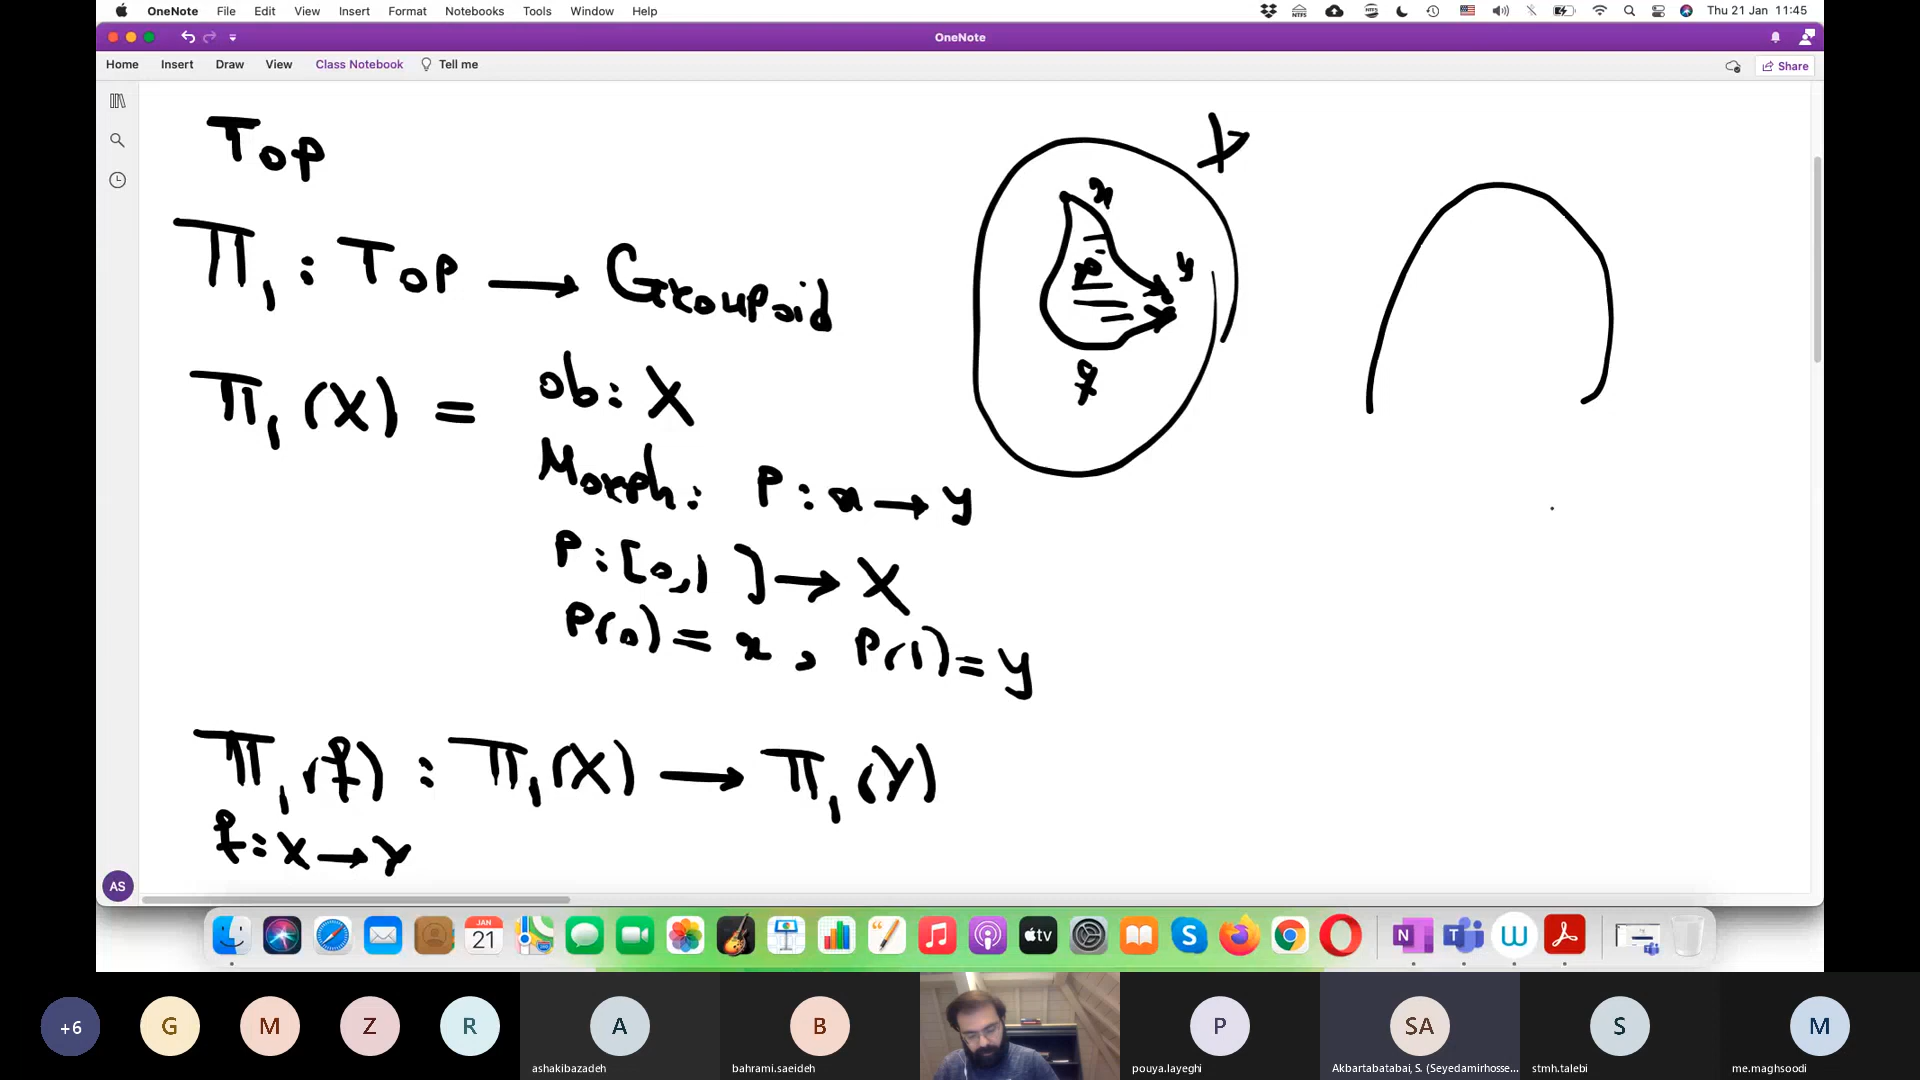 OneNote File Edit View Insert Format Notebooks Tools Window Help Thu 21 Jan 11:45
OneNote
Home Insert Draw View Class Notebook Tell me Share
Top
Π₁ : Top → Groupoid
Π₁(X) = ob: X
Morph: P : x → y
P : [0,1] → X
P(0) = x , P(1) = y
Π₁(f) : Π₁(X) → Π₁(Y)
f : X → Y
x
y
P
q
AS
JAN
21
tv
+6 G M Z R A B P SA S M
ashakibazadeh bahrami.saeideh pouya.layeghi Akbartabatabai, S. (Seyedamirhosse... stmh.talebi me.maghsoodi